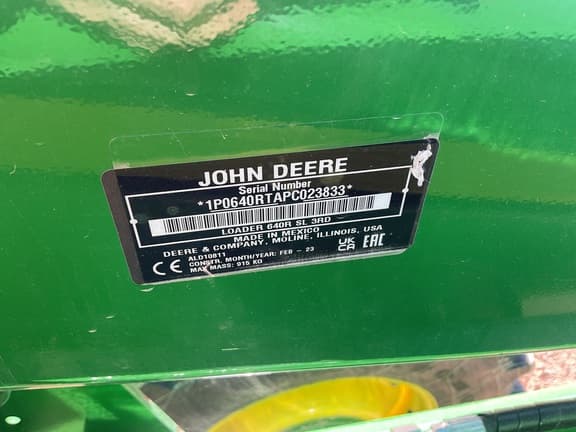 JOHN DEERE
Serial Number
*1P0640RTAPC023833*
LOADER 640R SL 3RD
MADE IN MEXICO
DEERE & COMPANY, MOLINE, ILLINOIS, USA
ALD10811
CONSTR. MONTH/YEAR: FEB - 23
MAX MASS: 915 KG
CE
UK CA
EAC